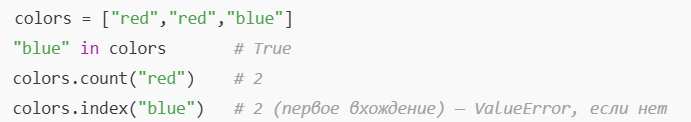 colors = ["red","red","blue"]
"blue" in colors # True
colors.count("red") # 2
colors.index("blue") # 2 (первое вхождение) — ValueError, если нет